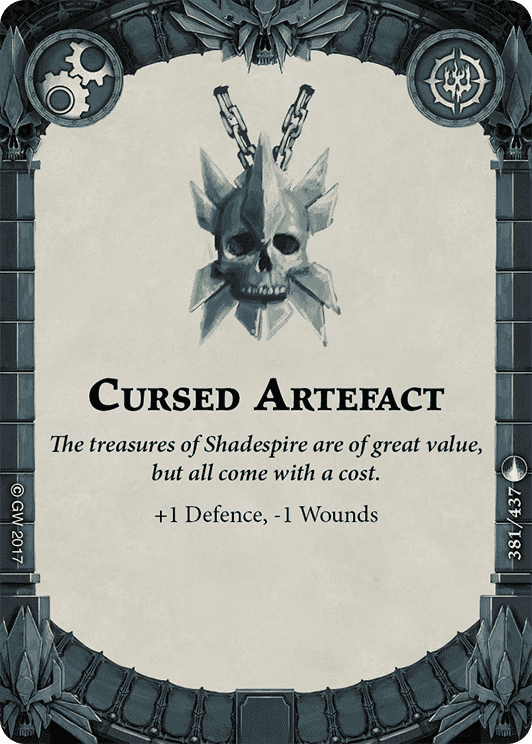 Cursed Artefact
The treasures of Shadespire are of great value,
but all come with a cost.
+1 Defence, -1 Wounds
© GW 2017
381/437